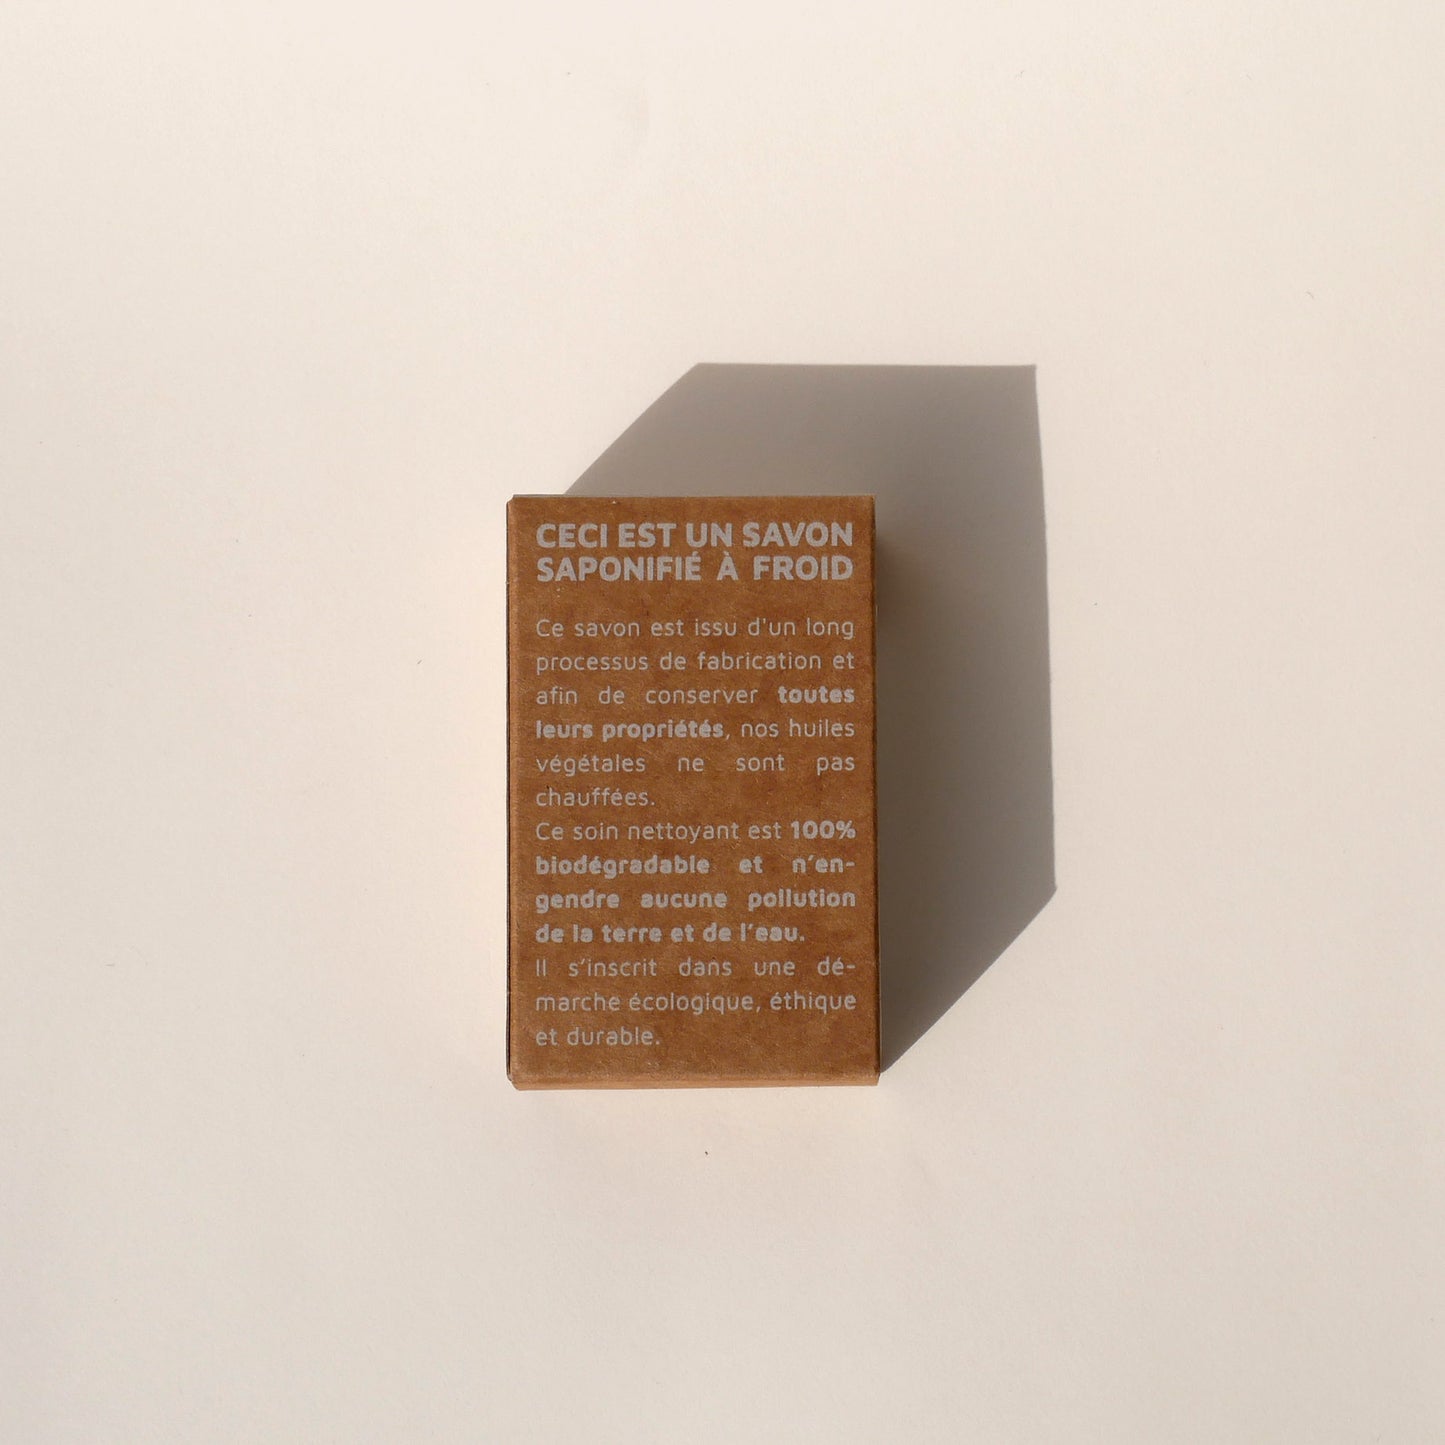 CECI EST UN SAVON
SAPONIFIÉ À FROID
Ce savon est issu d'un long
processus de fabrication et
afin de conserver toutes
leurs propriétés, nos huiles
végétales ne sont pas
chauffées.
Ce soin nettoyant est 100%
biodégradable et n’en-
gendre aucune pollution
de la terre et de l’eau.
Il s’inscrit dans une dé-
marche écologique, éthique
et durable.